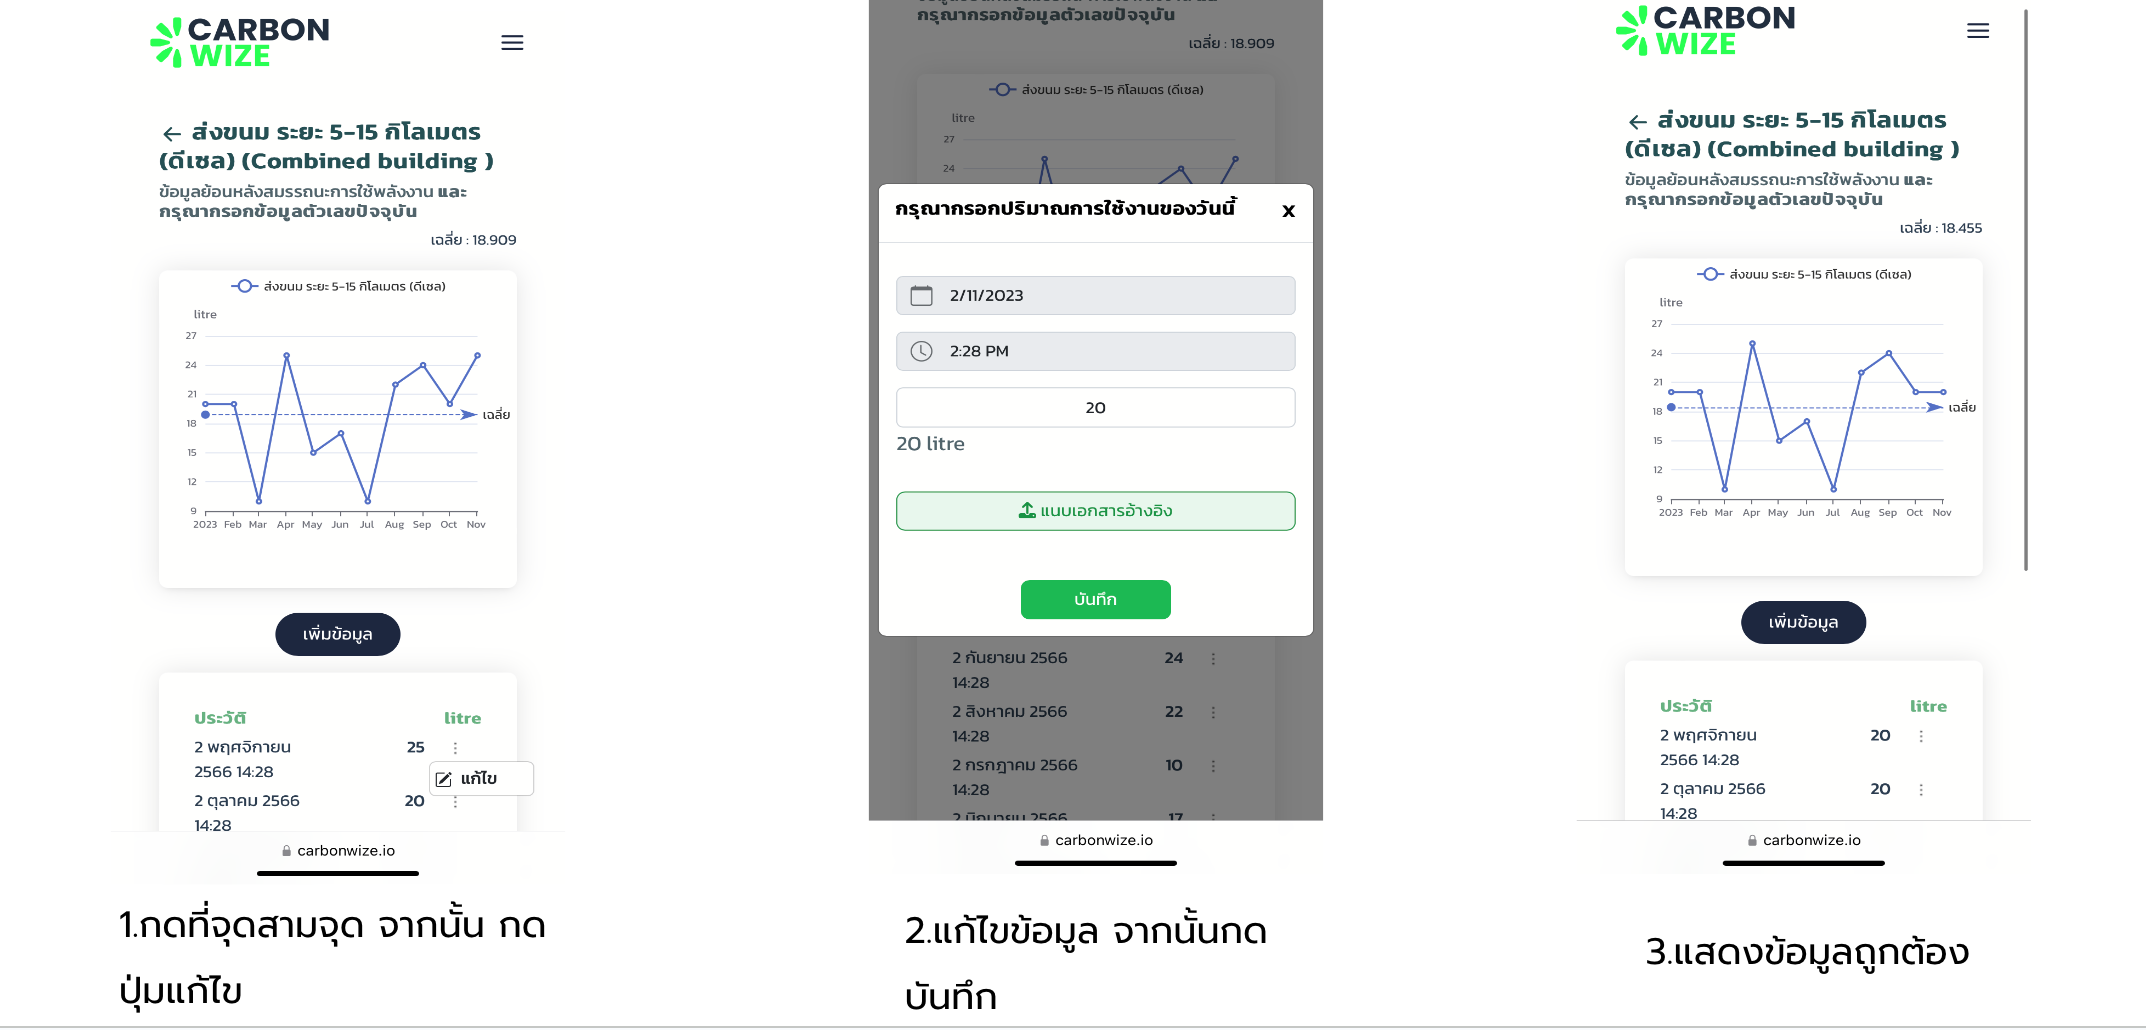 CARBON
WIZE
← ส่งขนม ระยะ 5-15 กิโลเมตร
(ดีเซล) (Combined building )
ข้อมูลย้อนหลังสมรรถนะการใช้พลังงาน และ
กรุณากรอกข้อมูลตัวเลขปัจจุบัน
เฉลี่ย : 18.909
ส่งขนม ระยะ 5-15 กิโลเมตร (ดีเซล)
litre
27
24
21
18
15
12
9
เฉลี่ย
2023 Feb Mar Apr May Jun Jul Aug Sep Oct Nov
เพิ่มข้อมูล
ประวัติ litre
2 พฤศจิกายน 25
2566 14:28
แก้ไข
2 ตุลาคม 2566 20
14:28
carbonwize.io
1.กดที่จุดสามจุด จากนั้น กด
ปุ่มแก้ไข
กรุณากรอกข้อมูลตัวเลขปัจจุบัน
เฉลี่ย : 18.909
ส่งขนม ระยะ 5-15 กิโลเมตร (ดีเซล)
litre
27
24
กรุณากรอกปริมาณการใช้งานของวันนี้ x
2/11/2023
2:28 PM
20
20 litre
แนบเอกสารอ้างอิง
บันทึก
2 กันยายน 2566 24
14:28
2 สิงหาคม 2566 22
14:28
2 กรกฎาคม 2566 10
14:28
2 มิถุนายน 2566 17
carbonwize.io
2.แก้ไขข้อมูล จากนั้นกด
บันทึก
CARBON
WIZE
← ส่งขนม ระยะ 5-15 กิโลเมตร
(ดีเซล) (Combined building )
ข้อมูลย้อนหลังสมรรถนะการใช้พลังงาน และ
กรุณากรอกข้อมูลตัวเลขปัจจุบัน
เฉลี่ย : 18.455
ส่งขนม ระยะ 5-15 กิโลเมตร (ดีเซล)
litre
27
24
21
18
15
12
9
เฉลี่ย
2023 Feb Mar Apr May Jun Jul Aug Sep Oct Nov
เพิ่มข้อมูล
ประวัติ litre
2 พฤศจิกายน 20
2566 14:28
2 ตุลาคม 2566 20
14:28
carbonwize.io
3.แสดงข้อมูลถูกต้อง